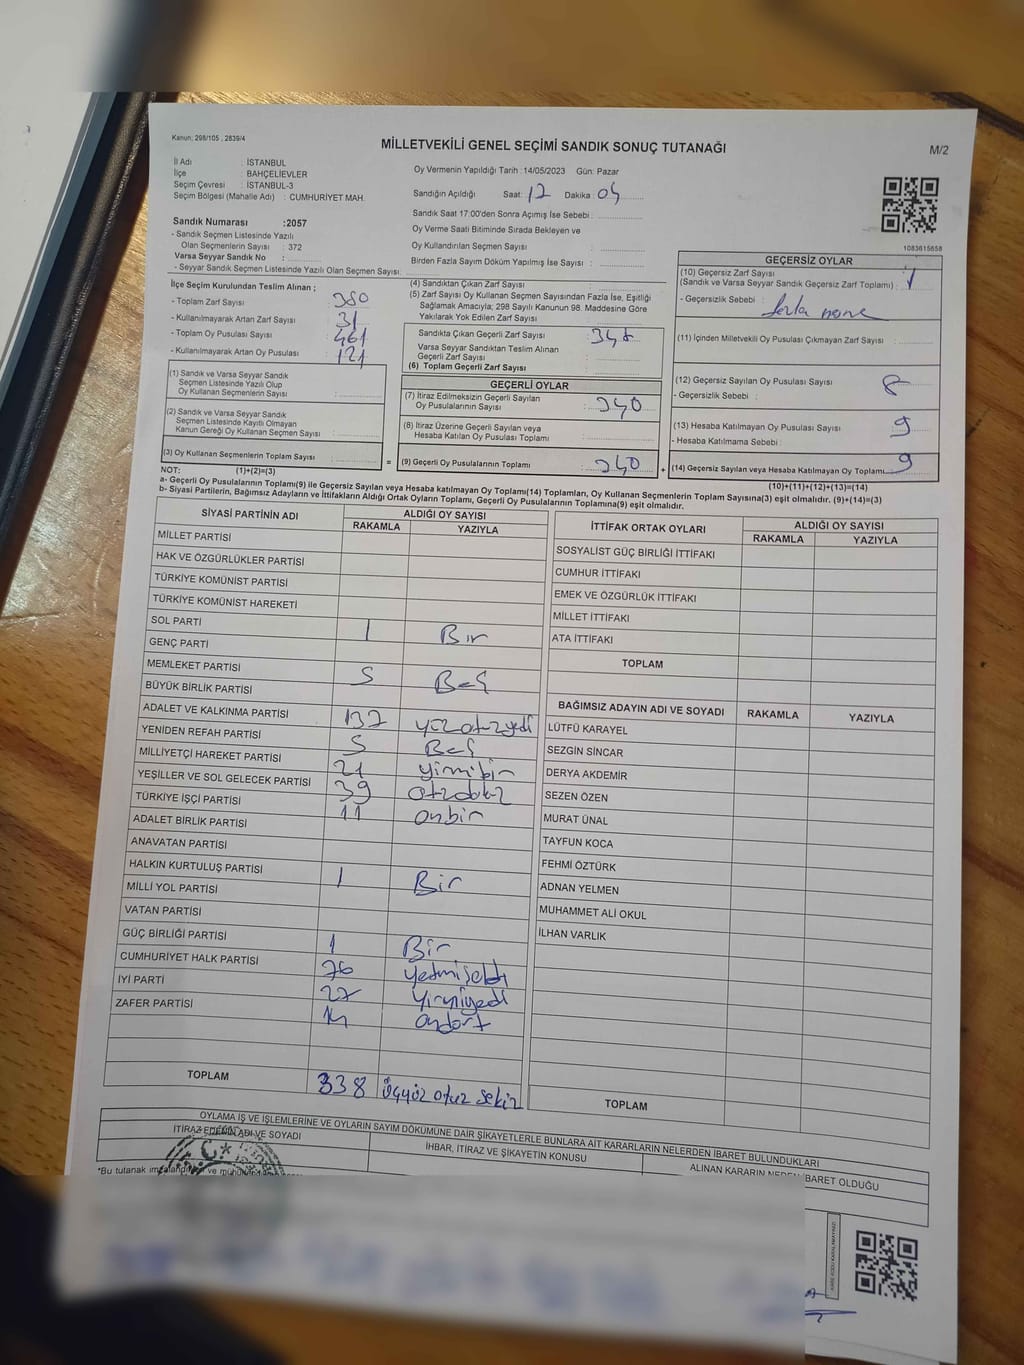 Kanun; 298/105 , 2839/4
MİLLETVEKİLİ GENEL SEÇİMİ SANDIK SONUÇ TUTANAĞI
M/2
İl Adı : İSTANBUL
İlçe : BAHÇELİEVLER
Seçim Çevresi : İSTANBUL-3
Seçim Bölgesi (Mahalle Adı) : CUMHURİYET MAH.
Oy Vermenin Yapıldığı Tarih :14/05/2023 Gün: Pazar
Sandığın Açıldığı Saat: 17 Dakika: 04
Sandık Saat 17:00'den Sonra Açımış İse Sebebi :
Oy Verme Saati Bitiminde Sırada Bekleyen ve
Oy Kullandırılan Seçmen Sayısı :
Birden Fazla Sayım Döküm Yapılmış İse Sayısı :
1083615658
Sandık Numarası :2057
- Sandık Seçmen Listesinde Yazılı
Olan Seçmenlerin Sayısı : 372
Varsa Seyyar Sandık No :
- Seyyar Sandık Seçmen Listesinde Yazılı Olan Seçmen Sayısı:
İlçe Seçim Kurulundan Teslim Alınan ;
- Toplam Zarf Sayısı : 380
- Kullanılmayarak Artan Zarf Sayısı : 31
- Toplam Oy Pusulası Sayısı : 461
- Kullanılmayarak Artan Oy Pusulası : 121
(1) Sandık ve Varsa Seyyar Sandık
Seçmen Listesinde Yazılı Olup
Oy Kullanan Seçmenlerin Sayısı :
(2) Sandık ve Varsa Seyyar Sandık
Seçmen Listesinde Kayıtlı Olmayan
Kanun Gereği Oy Kullanan Seçmen Sayısı :
(3) Oy Kullanan Seçmenlerin Toplam Sayısı :
(4) Sandıktan Çıkan Zarf Sayısı :
(5) Zarf Sayısı Oy Kullanan Seçmen Sayısından Fazla İse, Eşitliği
Sağlamak Amacıyla; 298 Sayılı Kanunun 98. Maddesine Göre
Yakılarak Yok Edilen Zarf Sayısı :
Sandıkta Çıkan Geçerli Zarf Sayısı : 348
Varsa Seyyar Sandıktan Teslim Alınan
Geçerli Zarf Sayısı :
(6) Toplam Geçerli Zarf Sayısı :
GEÇERLİ OYLAR
(7) İtiraz Edilmeksizin Geçerli Sayılan
Oy Pusulalarının Sayısı : 340
(8) İtiraz Üzerine Geçerli Sayılan veya
Hesaba Katılan Oy Pusulası Toplamı :
= (9) Geçerli Oy Pusulalarının Toplamı : 340 +
GEÇERSİZ OYLAR
(10) Geçersiz Zarf Sayısı
(Sandık ve Varsa Seyyar Sandık Geçersiz Zarf Toplamı) : 1
- Geçersizlik Sebebi :
(11) İçinden Milletvekili Oy Pusulası Çıkmayan Zarf Sayısı :
(12) Geçersiz Sayılan Oy Pusulası Sayısı : 8
- Geçersizlik Sebebi :
(13) Hesaba Katılmayan Oy Pusulası Sayısı : 9
- Hesaba Katılmama Sebebi :
(14) Geçersiz Sayılan veya Hesaba Katılmayan Oy Toplamı : 9
NOT: (1)+(2)=(3)
(10)+(11)+(12)+(13)=(14)
a- Geçerli Oy Pusulalarının Toplamı(9) ile Geçersiz Sayılan veya Hesaba katılmayan Oy Toplamı(14) Toplamları, Oy Kullanan Seçmenlerin Toplam Sayısına(3) eşit olmalıdır. (9)+(14)=(3)
b- Siyasi Partilerin, Bağımsız Adayların ve İttifakların Aldığı Ortak Oyların Toplamı, Geçerli Oy Pusulalarının Toplamına(9) eşit olmalıdır.
SİYASİ PARTİNİN ADI
ALDIĞI OY SAYISI
RAKAMLA YAZIYLA
MİLLET PARTİSİ
HAK VE ÖZGÜRLÜKLER PARTİSİ
TÜRKİYE KOMÜNİST PARTİSİ
TÜRKİYE KOMÜNİST HAREKETİ
SOL PARTİ 1 Bir
GENÇ PARTİ
MEMLEKET PARTİSİ 5 Beş
BÜYÜK BİRLİK PARTİSİ
ADALET VE KALKINMA PARTİSİ 137 yüzotuzyedi
YENİDEN REFAH PARTİSİ 5 Beş
MİLLİYETÇİ HAREKET PARTİSİ 21 yirmibir
YEŞİLLER VE SOL GELECEK PARTİSİ 39 otzdokuz
TÜRKİYE İŞÇİ PARTİSİ 11 onbir
ADALET BİRLİK PARTİSİ
ANAVATAN PARTİSİ
HALKIN KURTULUŞ PARTİSİ 1 Bir
MİLLİ YOL PARTİSİ
VATAN PARTİSİ
GÜÇ BİRLİĞİ PARTİSİ 1 Bir
CUMHURİYET HALK PARTİSİ 76 yetmişaltı
İYİ PARTİ 27 yirmiyedi
ZAFER PARTİSİ 14 ondört
TOPLAM 338 üçyüz otuz sekiz
İTTİFAK ORTAK OYLARI
ALDIĞI OY SAYISI
RAKAMLA YAZIYLA
SOSYALİST GÜÇ BİRLİĞİ İTTİFAKI
CUMHUR İTTİFAKI
EMEK VE ÖZGÜRLÜK İTTİFAKI
MİLLET İTTİFAKI
ATA İTTİFAKI
TOPLAM
BAĞIMSIZ ADAYIN ADI VE SOYADI RAKAMLA YAZIYLA
LÜTFÜ KARAYEL
SEZGİN SİNCAR
DERYA AKDEMİR
SEZEN ÖZEN
MURAT ÜNAL
TAYFUN KOCA
FEHMİ ÖZTÜRK
ADNAN YELMEN
MUHAMMET ALİ OKUL
İLHAN VARLIK
TOPLAM
OYLAMA İŞ VE İŞLEMLERİNE VE OYLARIN SAYIM DÖKÜMÜNE DAİR ŞİKAYETLERLE BUNLARA AİT KARARLARIN NELERDEN İBARET BULUNDUKLARI
İTİRAZ EDENİN ADI VE SOYADI
İHBAR, İTİRAZ VE ŞİKAYETİN KONUSU
ALINAN KARARIN NEDEN İBARET OLDUĞU
*Bu tutanak ve